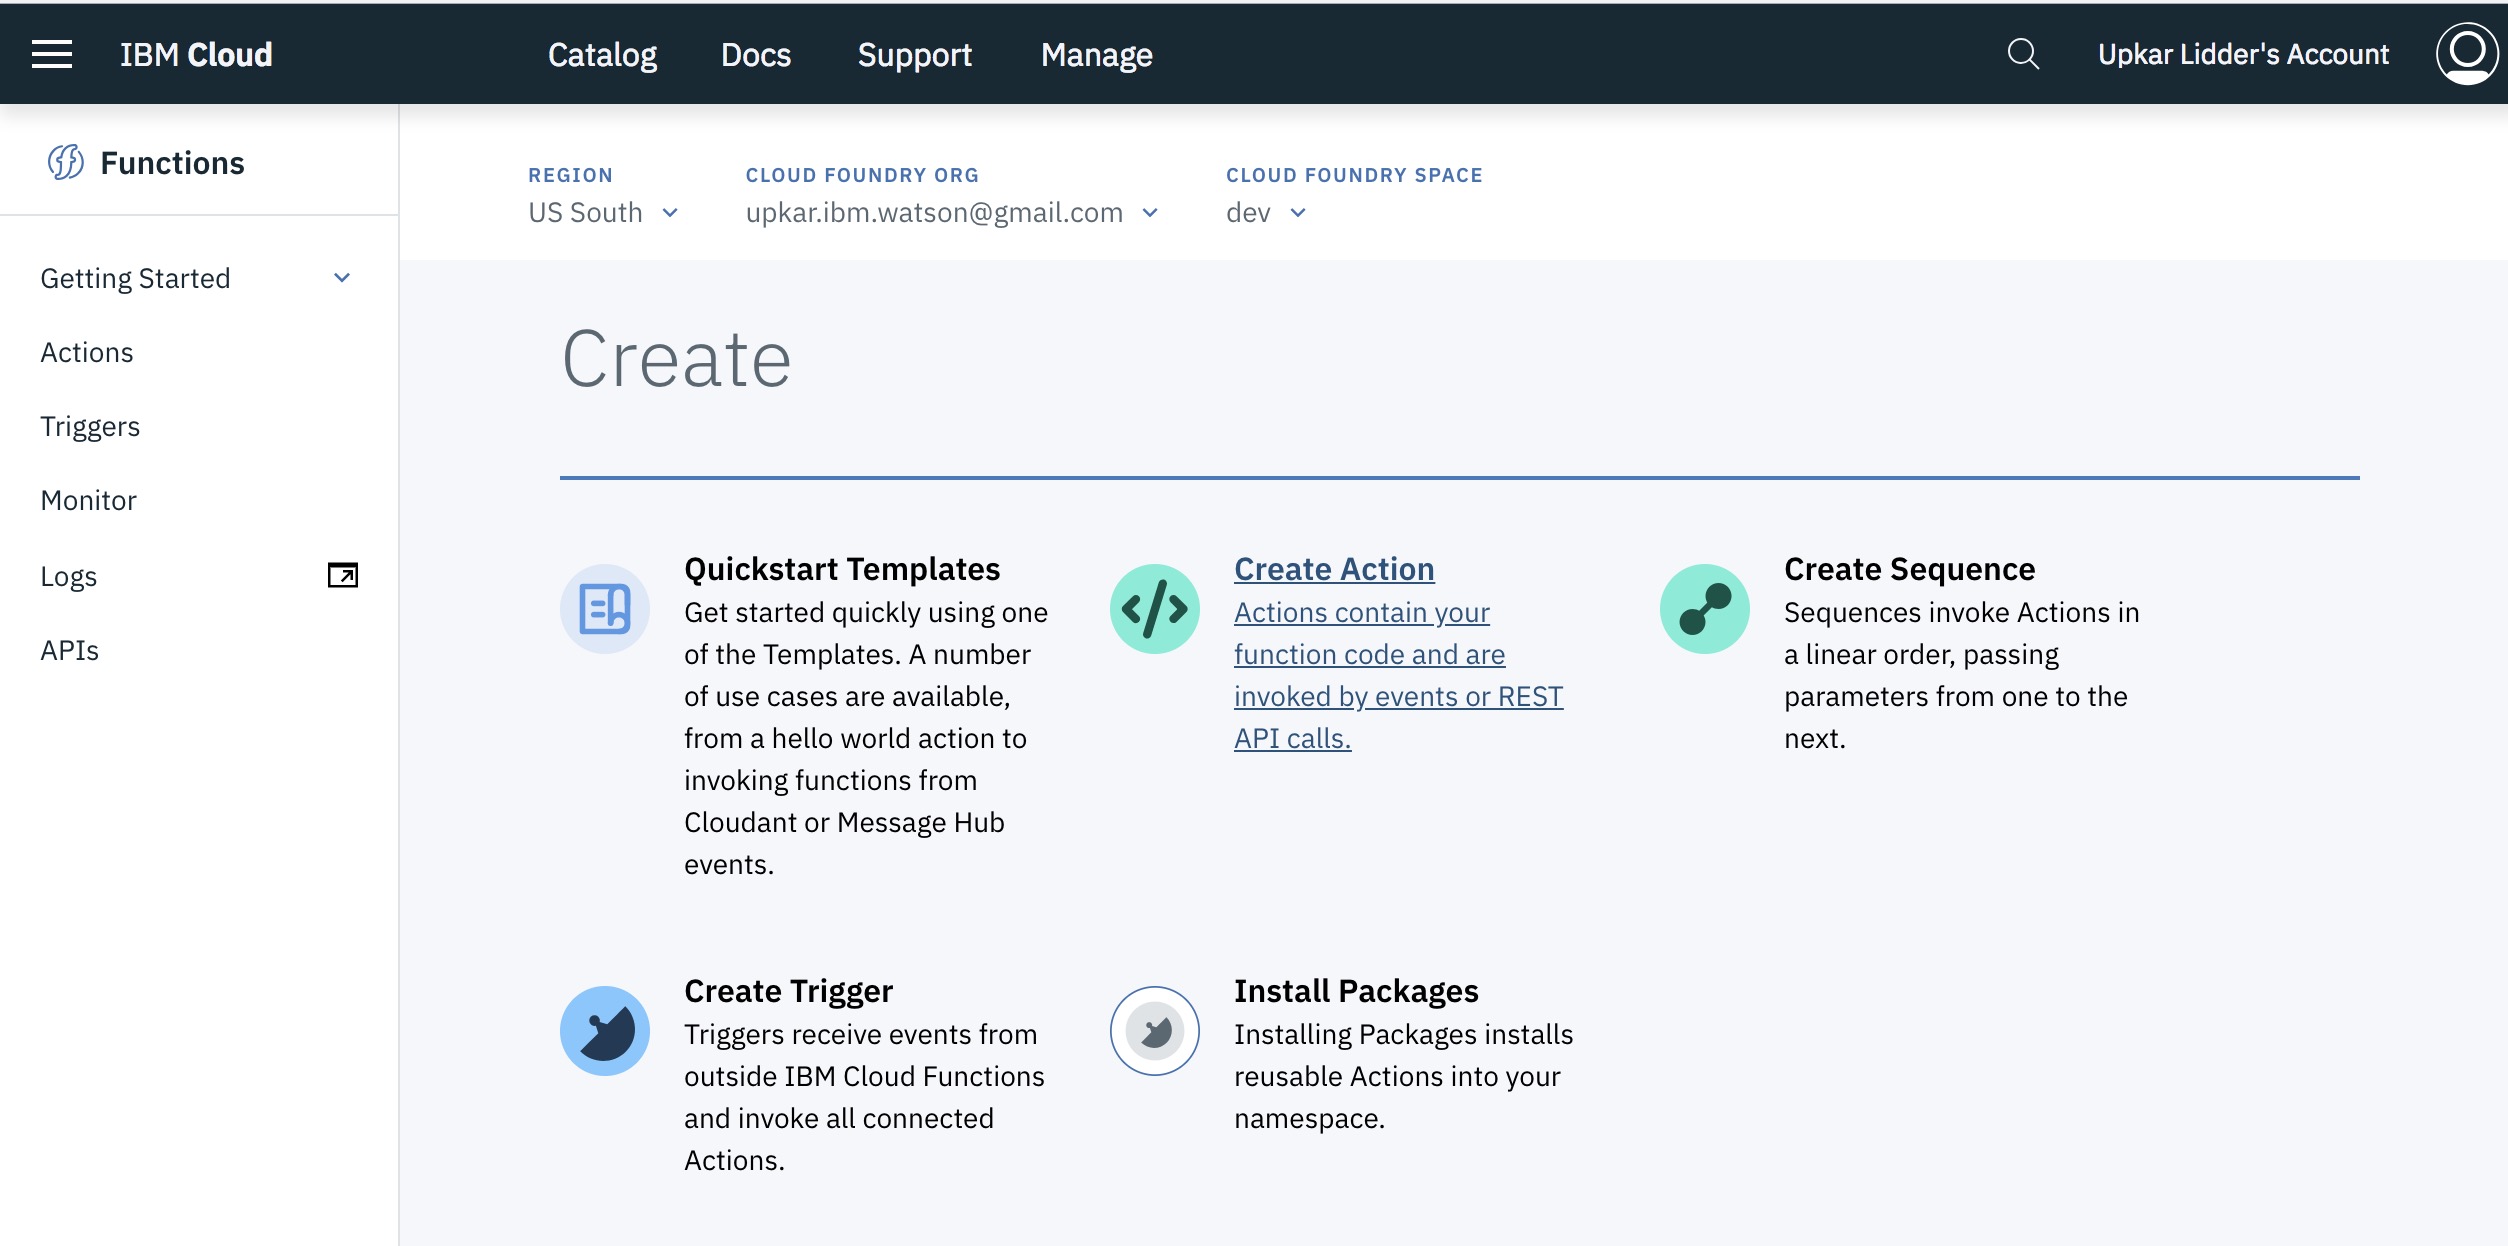 IBM Cloud
Catalog
Docs
Support
Manage
Upkar Lidder's Account
Functions
Getting Started
Actions
Triggers
Monitor
Logs
APIs
REGION
US South
CLOUD FOUNDRY ORG
upkar.ibm.watson@gmail.com
CLOUD FOUNDRY SPACE
dev
Create
Quickstart Templates
Get started quickly using one
of the Templates. A number
of use cases are available,
from a hello world action to
invoking functions from
Cloudant or Message Hub
events.
Create Action
Actions contain your
function code and are
invoked by events or REST
API calls.
Create Sequence
Sequences invoke Actions in
a linear order, passing
parameters from one to the
next.
Create Trigger
Triggers receive events from
outside IBM Cloud Functions
and invoke all connected
Actions.
Install Packages
Installing Packages installs
reusable Actions into your
namespace.